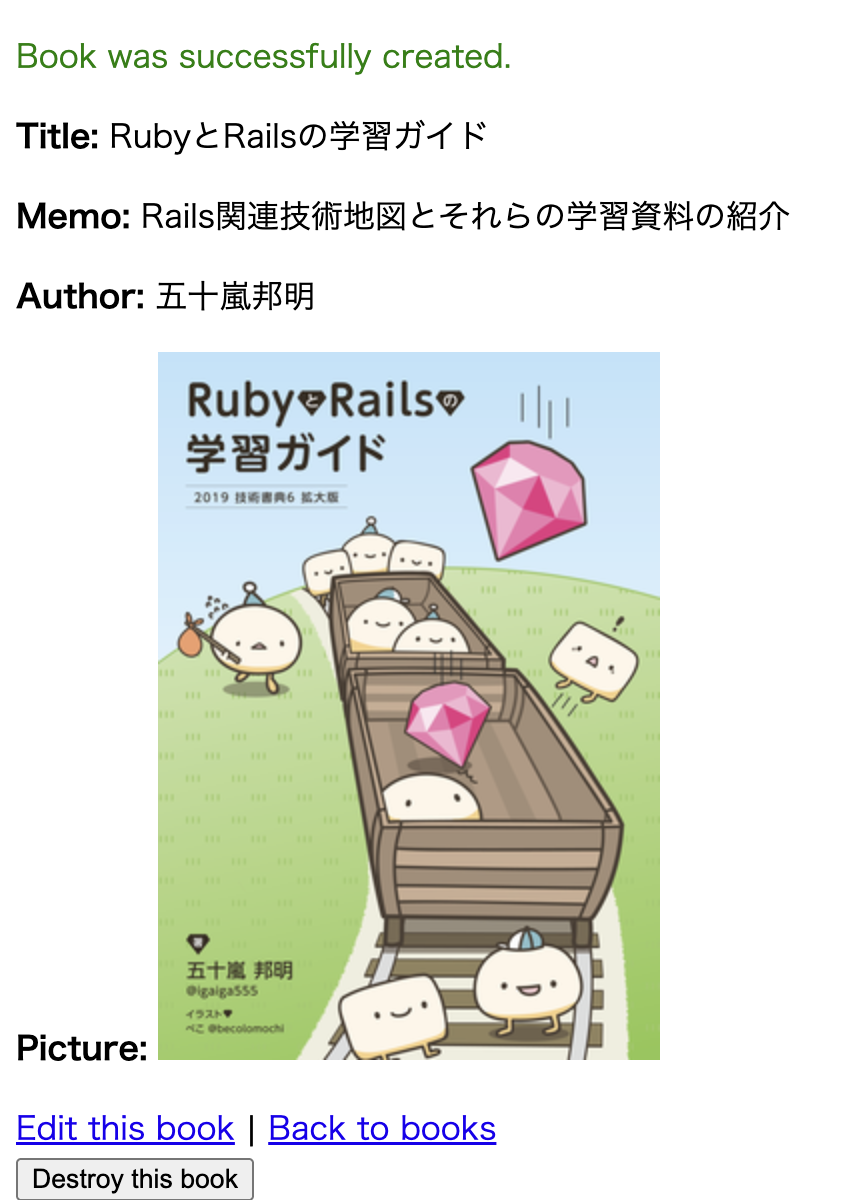 Book was successfully created.
Title: RubyとRailsの学習ガイド
Memo: Rails関連技術地図とそれらの学習資料の紹介
Author: 五十嵐邦明
RubyとRailsの
学習ガイド
2019 技術書典6 拡大版
!
著
五十嵐 邦明
@igaiga555
イラスト♥
べこ @becolomochi
Picture:
Edit this book | Back to books
Destroy this book